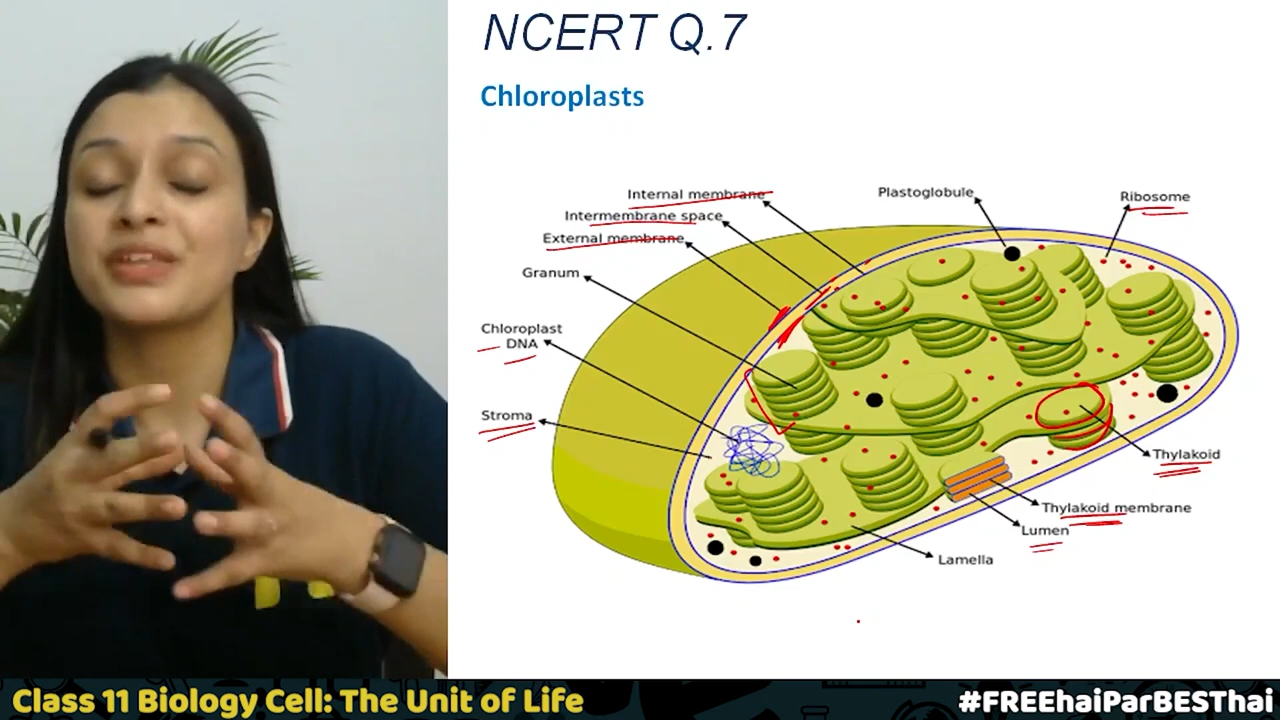 NCERT Q.7
Chloroplasts
Internal membrane
Intermembrane space
External membrane
Granum
Chloroplast
DNA
Stroma
Plastoglobule
Ribosome
Thylakoid
Thylakoid membrane
Lumen
Lamella
Class 11 Biology Cell: The Unit of Life
#FREEhaiParBESThai